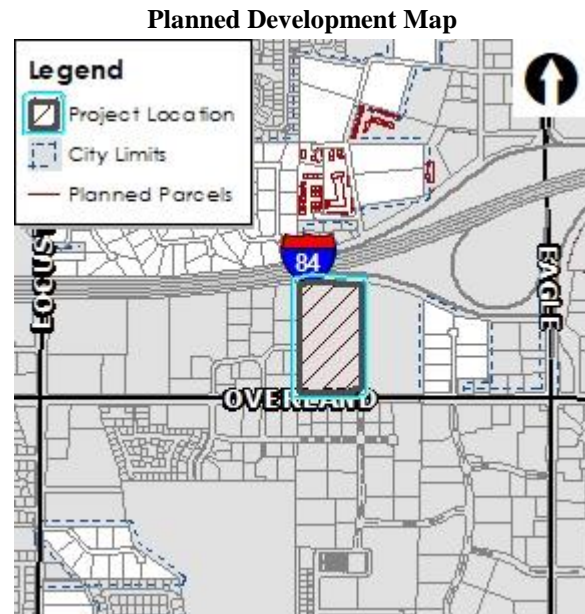 Planned Development Map
Legend
Project Location
City Limits
Planned Parcels
84
LOCUST
EAGLE
OVERLAND